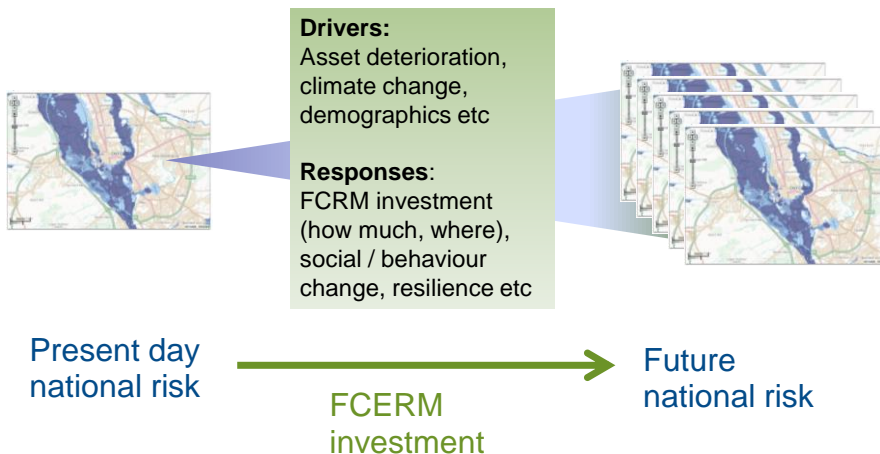 Drivers:
Asset deterioration,
climate change,
demographics etc
Responses:
FCRM investment
(how much, where),
social / behaviour
change, resilience etc
Present day
national risk
FCERM
investment
Future
national risk